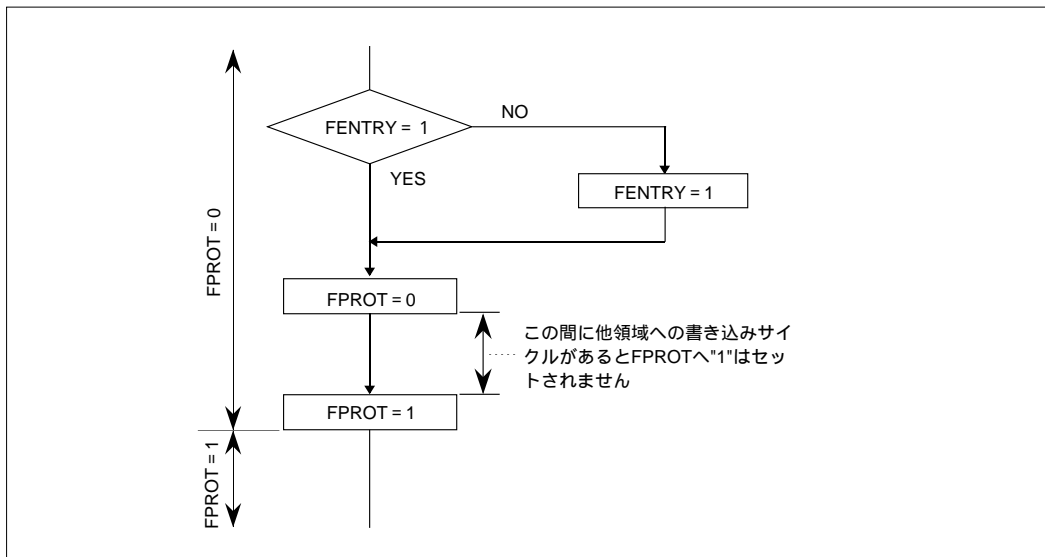 FENTRY = 1
NO
YES
FENTRY = 1
FPROT = 0
FPROT = 0
この間に他領域への書き込みサイ
クルがあるとFPROTへ"1"はセッ
トされません
FPROT = 1
FPROT = 1